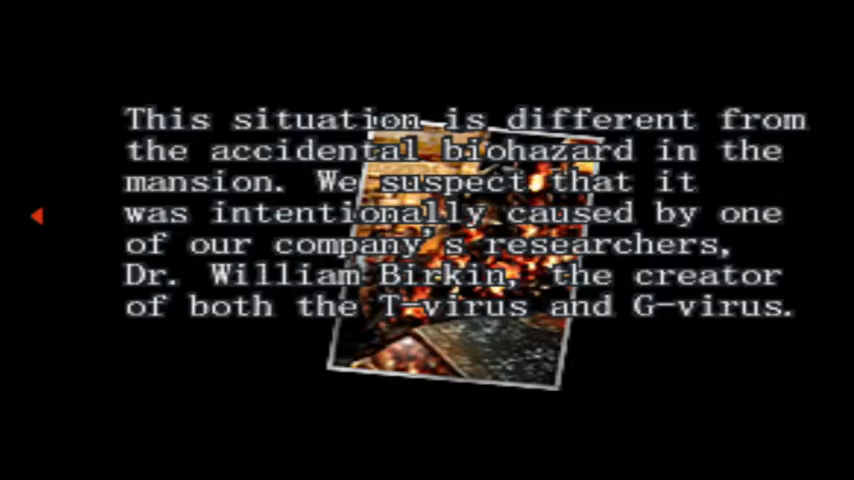 This situation is different from
the accidental biohazard in the
mansion. We suspect that it
was intentionally caused by one
of our company's researchers,
Dr. William Birkin, the creator
of both the T-virus and G-virus.